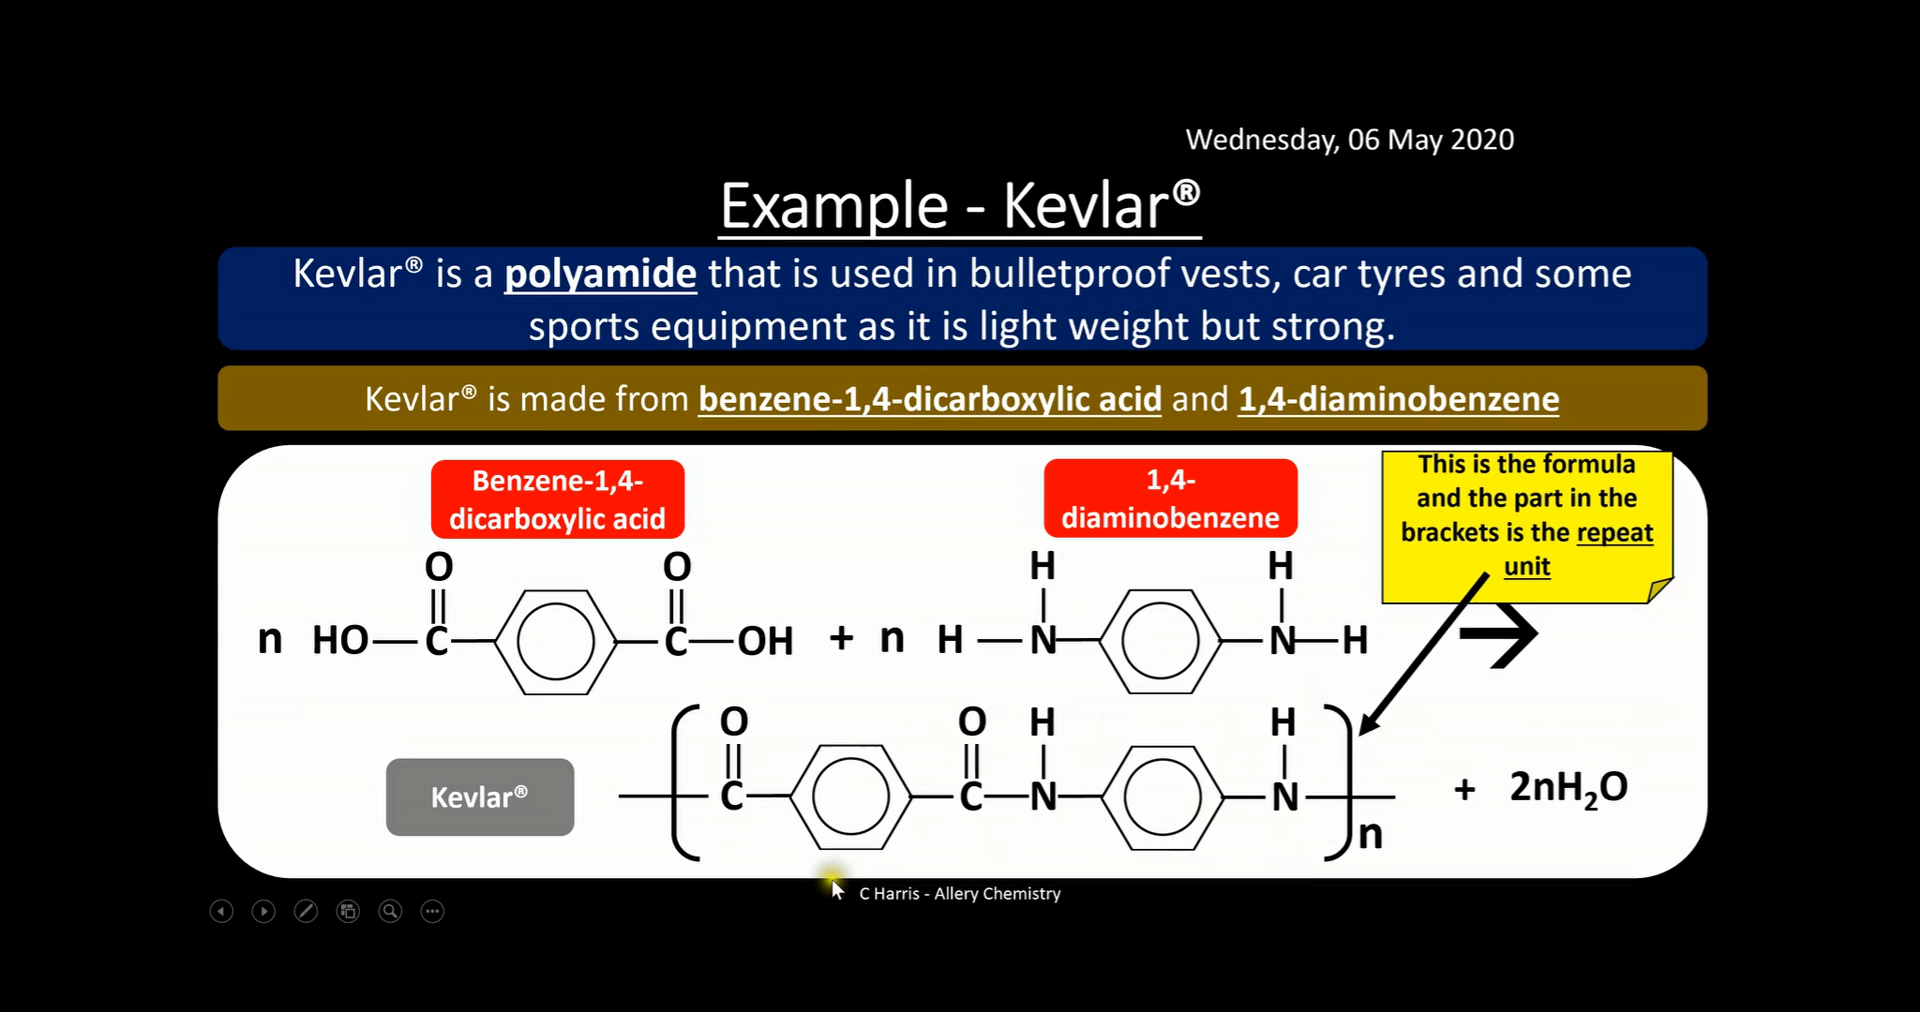 Wednesday, 06 May 2020
Example - Kevlar®
Kevlar® is a polyamide that is used in bulletproof vests, car tyres and some
sports equipment as it is light weight but strong.
Kevlar® is made from benzene-1,4-dicarboxylic acid and 1,4-diaminobenzene
Benzene-1,4-
dicarboxylic acid
1,4-
diaminobenzene
This is the formula
and the part in the
brackets is the repeat
unit
O O H H
n HO C C OH + n H N N H →
O O H H
Kevlar®
C C N N n + 2nH₂O
C Harris - Allery Chemistry